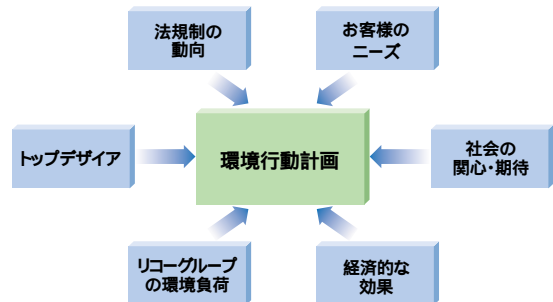 法規制の
動向
お客様の
ニーズ
トップデザイア
環境行動計画
社会の
関心・期待
リコーグループ
の環境負荷
経済的な
効果